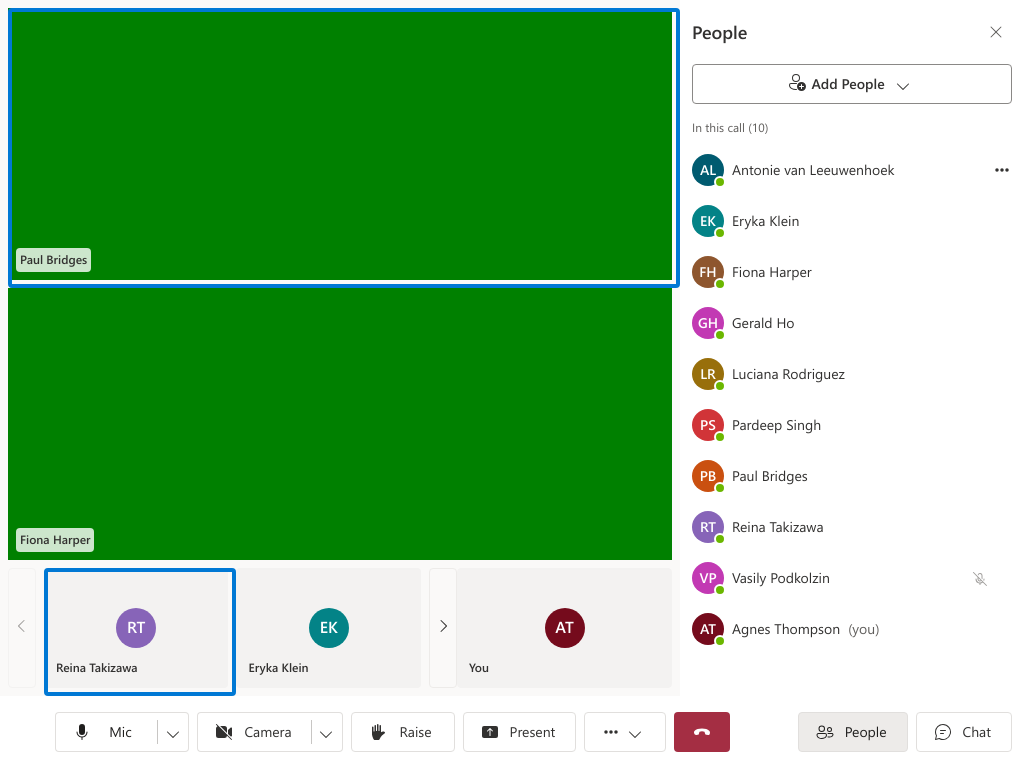 Paul Bridges
Fiona Harper
RT
Reina Takizawa
EK
Eryka Klein
AT
You
Mic
Camera
Raise
Present
People
Add People
In this call (10)
AL Antonie van Leeuwenhoek
EK Eryka Klein
FH Fiona Harper
GH Gerald Ho
LR Luciana Rodriguez
PS Pardeep Singh
PB Paul Bridges
RT Reina Takizawa
VP Vasily Podkolzin
AT Agnes Thompson (you)
People
Chat